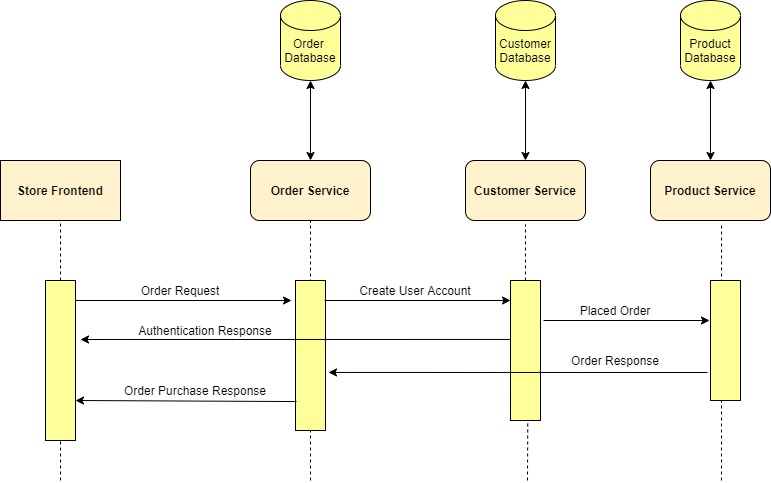 Order
Database
Customer
Database
Product
Database
Store Frontend
Order Service
Customer Service
Product Service
Order Request
Create User Account
Placed Order
Authentication Response
Order Response
Order Purchase Response